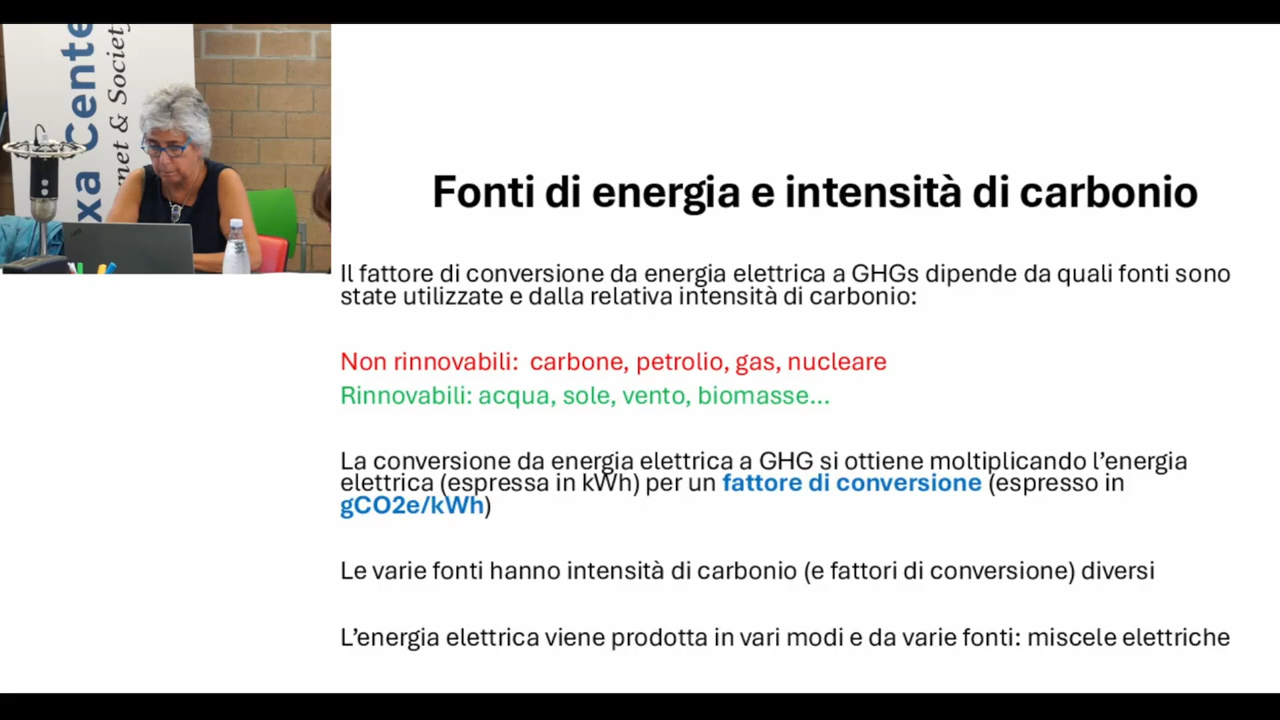 xa Cente
net & Society
Fonti di energia e intensità di carbonio
Il fattore di conversione da energia elettrica a GHGs dipende da quali fonti sono
state utilizzate e dalla relativa intensità di carbonio:
Non rinnovabili: carbone, petrolio, gas, nucleare
Rinnovabili: acqua, sole, vento, biomasse...
La conversione da energia elettrica a GHG si ottiene moltiplicando l’energia
elettrica (espressa in kWh) per un fattore di conversione (espresso in
gCO2e/kWh)
Le varie fonti hanno intensità di carbonio (e fattori di conversione) diversi
L’energia elettrica viene prodotta in vari modi e da varie fonti: miscele elettriche